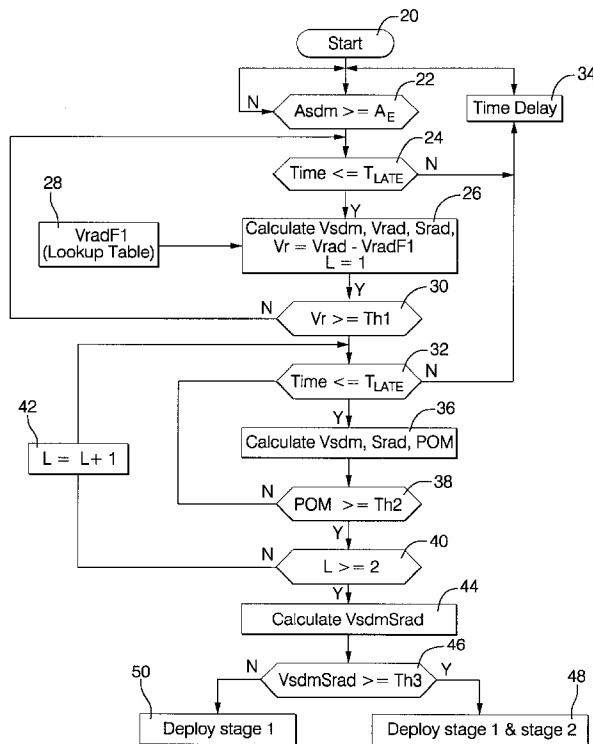 20
Start
22
34
N
Asdm >= A_E
Time Delay
24
Time <= T_LATE
N
28
Y
26
VradF1
(Lookup Table)
Calculate Vsdm, Vrad, Srad,
Vr = Vrad - VradF1
L = 1
Y
30
N
Vr >= Th1
32
Time <= T_LATE
N
42
Y
36
L = L+ 1
Calculate Vsdm, Srad, POM
38
N
POM >= Th2
Y
40
N
L >= 2
Y
44
Calculate VsdmSrad
46
N
VsdmSrad >= Th3
Y
50
48
Deploy stage 1
Deploy stage 1 & stage 2